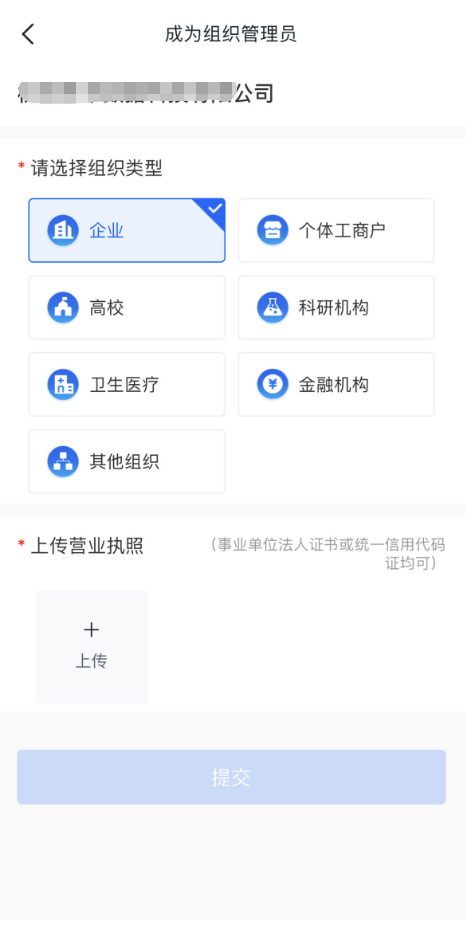 成为组织管理员
公司
* 请选择组织类型
企业
个体工商户
高校
科研机构
卫生医疗
金融机构
其他组织
* 上传营业执照
（事业单位法人证书或统一信用代码
证均可）
+
上传
提交